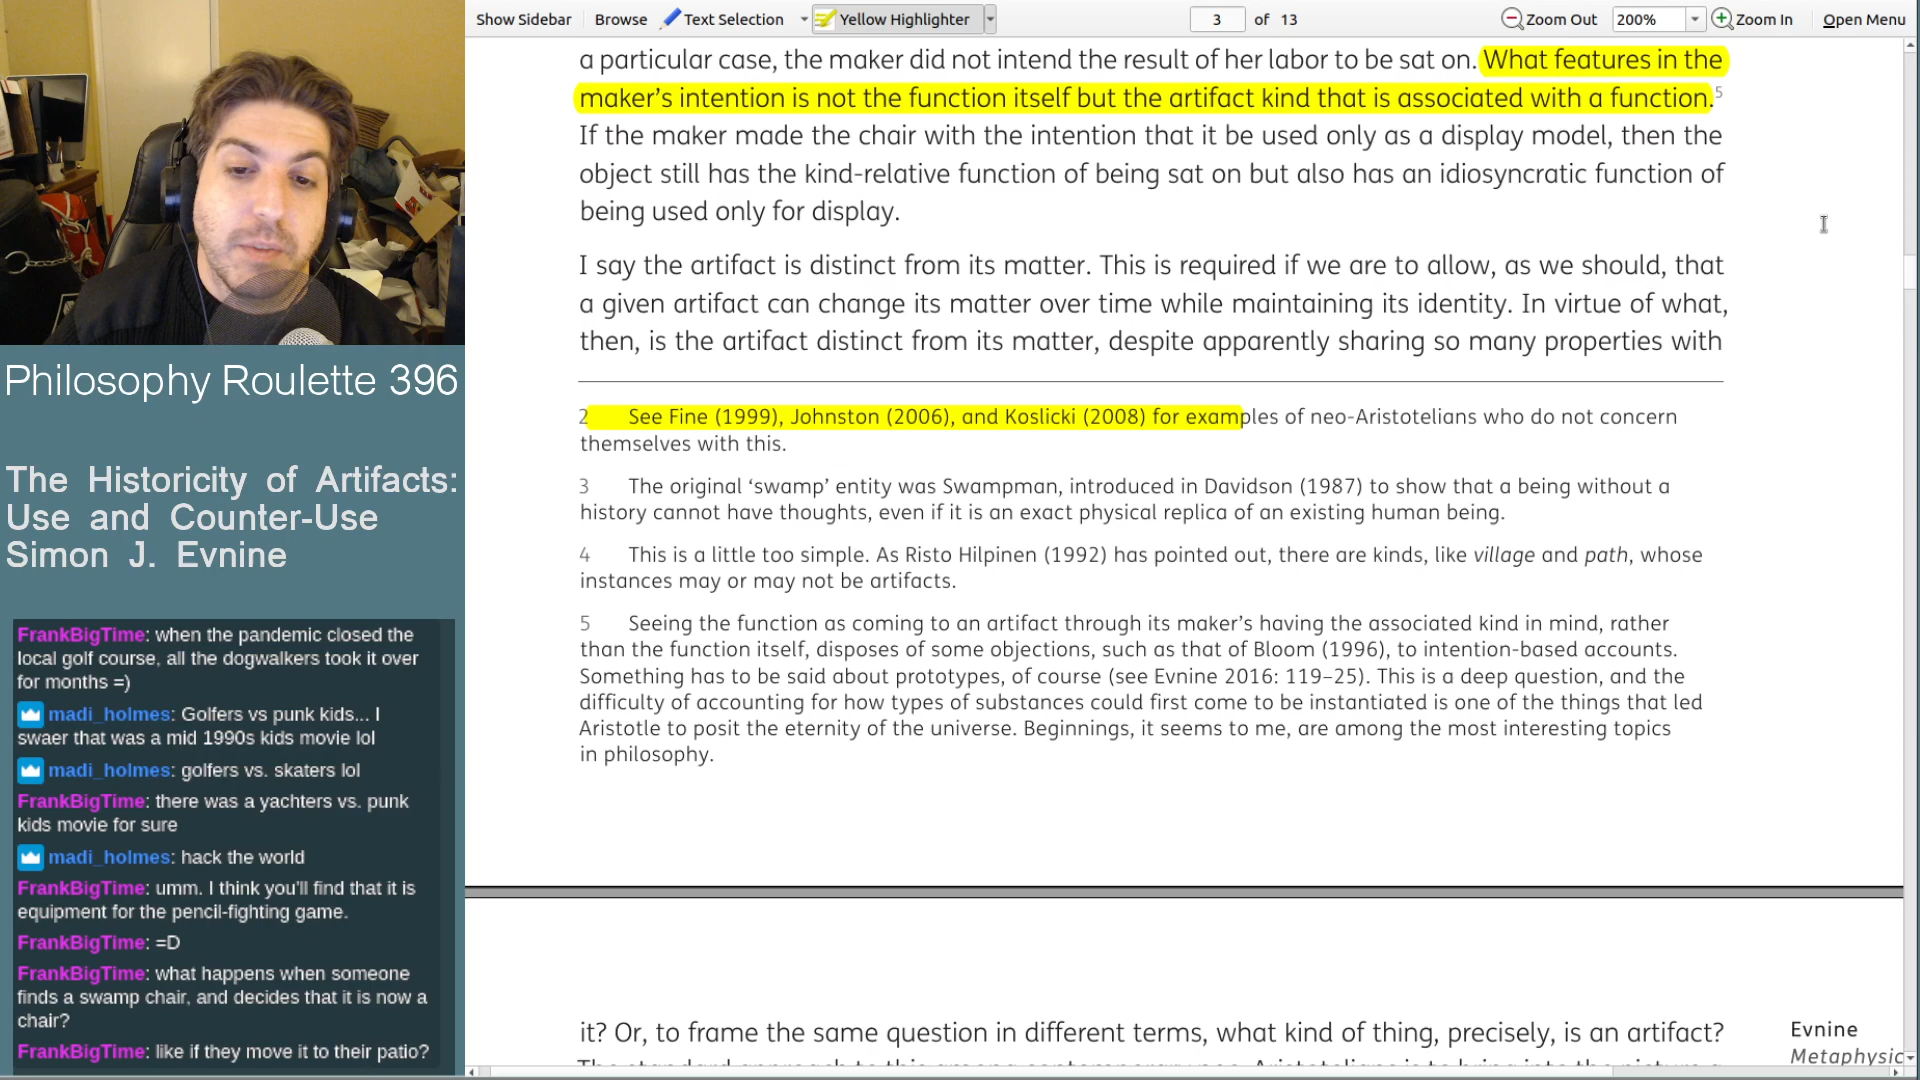 Show Sidebar Browse Text Selection Yellow Highlighter 3 of 13 Zoom Out 200% Zoom In Open Menu
a particular case, the maker did not intend the result of her labor to be sat on. What features in the
maker’s intention is not the function itself but the artifact kind that is associated with a function.5
If the maker made the chair with the intention that it be used only as a display model, then the
object still has the kind-relative function of being sat on but also has an idiosyncratic function of
being used only for display.
I say the artifact is distinct from its matter. This is required if we are to allow, as we should, that
a given artifact can change its matter over time while maintaining its identity. In virtue of what,
then, is the artifact distinct from its matter, despite apparently sharing so many properties with
2 See Fine (1999), Johnston (2006), and Koslicki (2008) for examples of neo-Aristotelians who do not concern
themselves with this.
3 The original ‘swamp’ entity was Swampman, introduced in Davidson (1987) to show that a being without a
history cannot have thoughts, even if it is an exact physical replica of an existing human being.
4 This is a little too simple. As Risto Hilpinen (1992) has pointed out, there are kinds, like village and path, whose
instances may or may not be artifacts.
5 Seeing the function as coming to an artifact through its maker’s having the associated kind in mind, rather
than the function itself, disposes of some objections, such as that of Bloom (1996), to intention-based accounts.
Something has to be said about prototypes, of course (see Evnine 2016: 119–25). This is a deep question, and the
difficulty of accounting for how types of substances could first come to be instantiated is one of the things that led
Aristotle to posit the eternity of the universe. Beginnings, it seems to me, are among the most interesting topics
in philosophy.
it? Or, to frame the same question in different terms, what kind of thing, precisely, is an artifact?
Evnine
Metaphysic
Philosophy Roulette 396
The Historicity of Artifacts:
Use and Counter-Use
Simon J. Evnine
FrankBigTime: when the pandemic closed the
local golf course, all the dogwalkers took it over
for months =)
madi_holmes: Golfers vs punk kids... I
swaer that was a mid 1990s kids movie lol
madi_holmes: golfers vs. skaters lol
FrankBigTime: there was a yachters vs. punk
kids movie for sure
madi_holmes: hack the world
FrankBigTime: umm. I think you'll find that it is
equipment for the pencil-fighting game.
FrankBigTime: =D
FrankBigTime: what happens when someone
finds a swamp chair, and decides that it is now a
chair?
FrankBigTime: like if they move it to their patio?